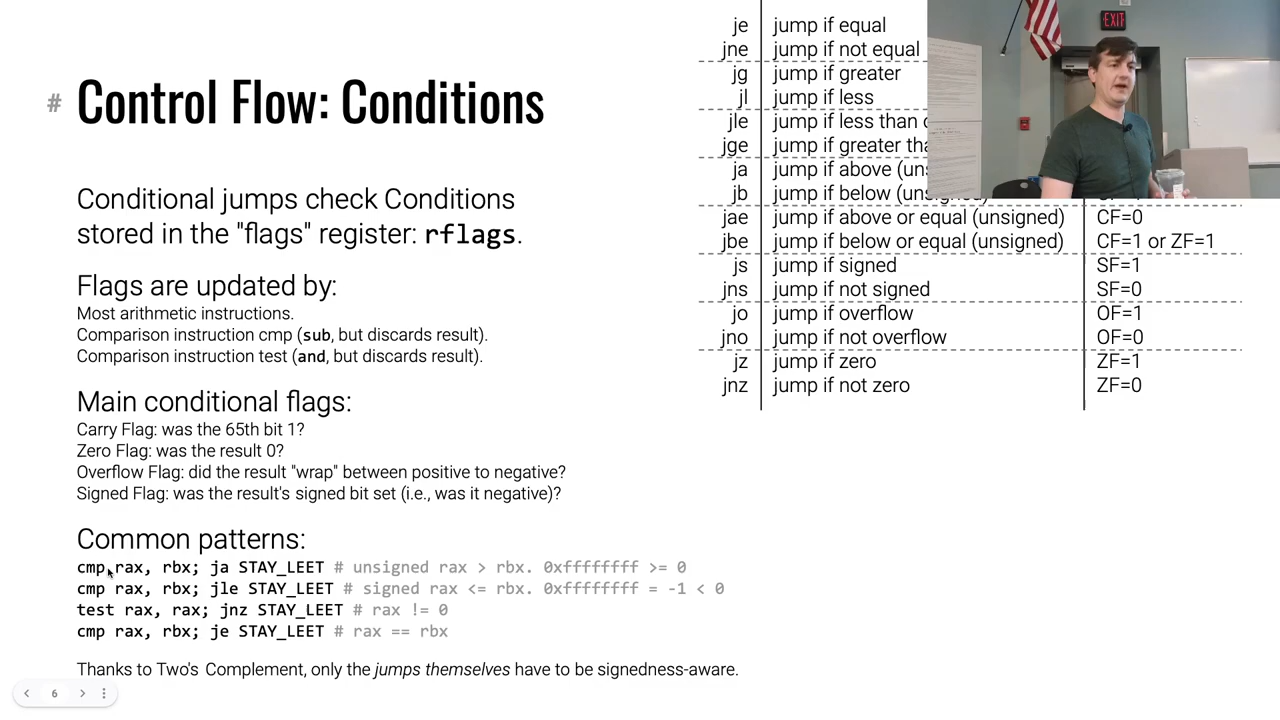 # Control Flow: Conditions
Conditional jumps check Conditions
stored in the "flags" register: rflags.
Flags are updated by:
Most arithmetic instructions.
Comparison instruction cmp (sub, but discards result).
Comparison instruction test (and, but discards result).
Main conditional flags:
Carry Flag: was the 65th bit 1?
Zero Flag: was the result 0?
Overflow Flag: did the result "wrap" between positive to negative?
Signed Flag: was the result's signed bit set (i.e., was it negative)?
Common patterns:
cmp rax, rbx; ja STAY_LEET # unsigned rax > rbx. 0xffffffff >= 0
cmp rax, rbx; jle STAY_LEET # signed rax <= rbx. 0xffffffff = -1 < 0
test rax, rax; jnz STAY_LEET # rax != 0
cmp rax, rbx; je STAY_LEET # rax == rbx
Thanks to Two's Complement, only the jumps themselves have to be signedness-aware.
6
je jump if equal
jne jump if not equal
jg jump if greater
jl jump if less
jle jump if less than
jge jump if greater
ja jump if above
jb jump if below
jae jump if above or equal (unsigned) CF=0
jbe jump if below or equal (unsigned) CF=1 or ZF=1
js jump if signed SF=1
jns jump if not signed SF=0
jo jump if overflow OF=1
jno jump if not overflow OF=0
jz jump if zero ZF=1
jnz jump if not zero ZF=0
EXIT